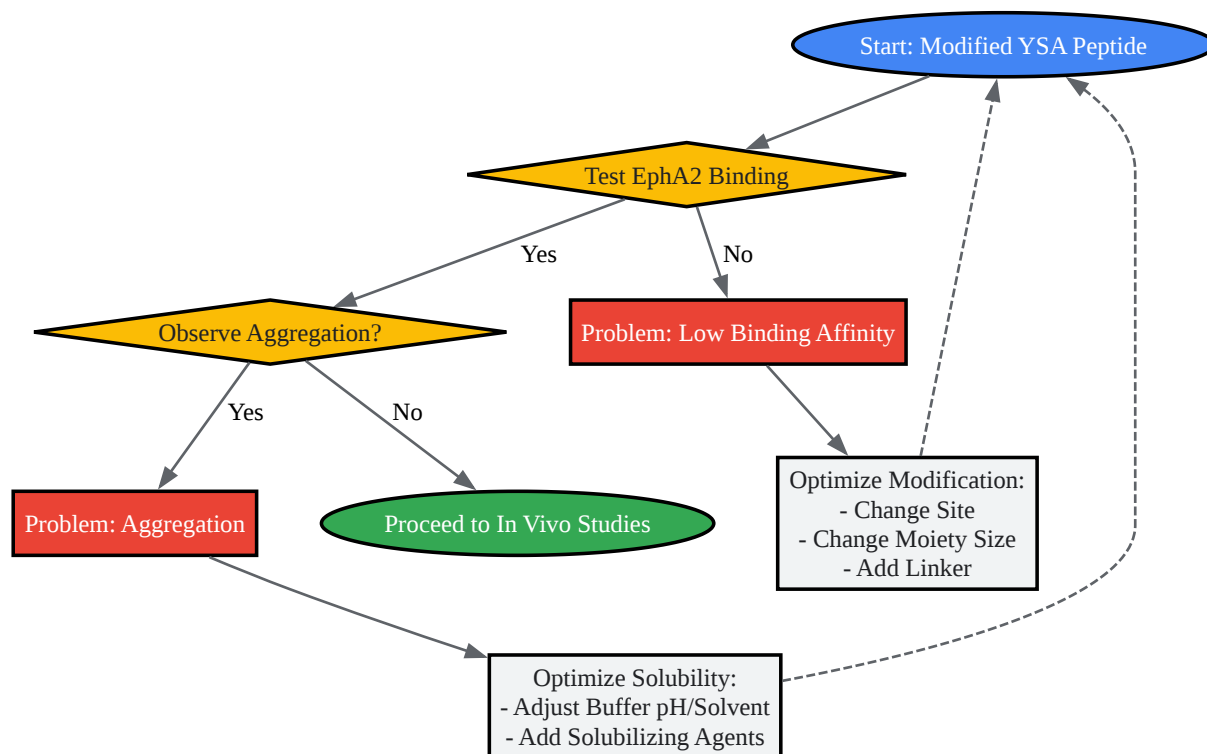 Start: Modified YSA Peptide
Test EphA2 Binding
Yes
No
Observe Aggregation?
Problem: Low Binding Affinity
Yes
No
Optimize Modification:
- Change Site
- Change Moiety Size
- Add Linker
Problem: Aggregation
Proceed to In Vivo Studies
Optimize Solubility:
- Adjust Buffer pH/Solvent
- Add Solubilizing Agents